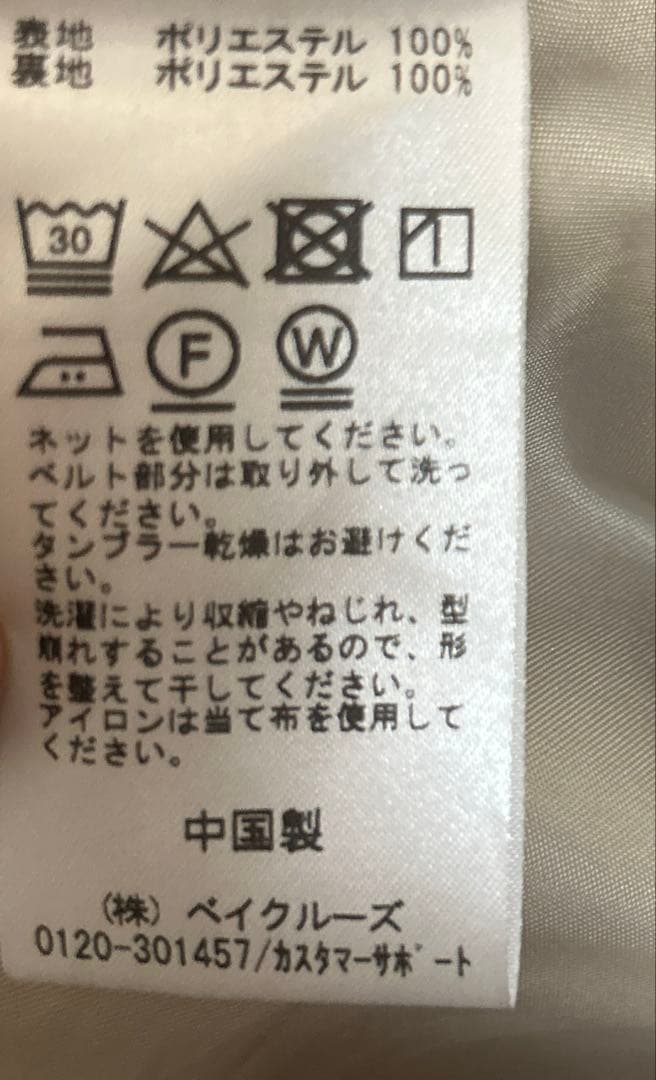 表地 ポリエステル 100%
裏地 ポリエステル 100%
30
F W
ネットを使用してください。
ベルト部分は取り外して洗っ
てください。
タンブラー乾燥はお避けくだ
さい。
洗濯により収縮やねじれ、型
崩れすることがあるので、形
を整えて干してください。
アイロンは当て布を使用して
ください。
中国製
(株) ベイクルーズ
0120-301457/カスタマーサポート